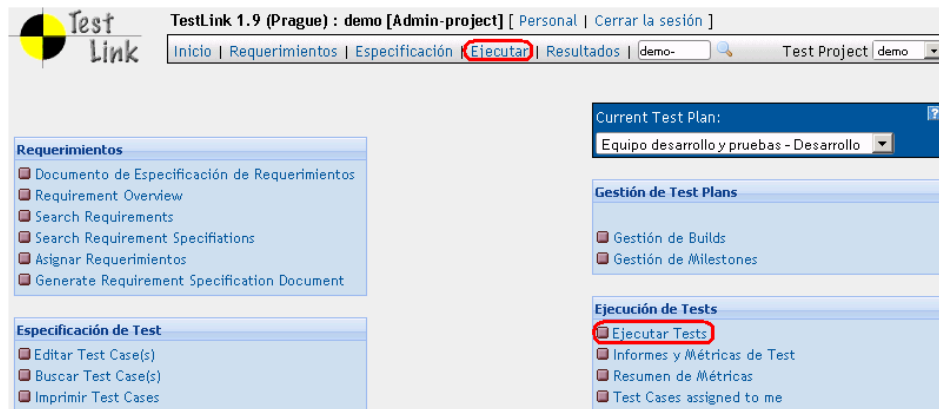 Test Link
TestLink 1.9 (Prague) : demo [Admin-project] [ Personal | Cerrar la sesión ]
Inicio | Requerimientos | Especificación | Ejecutar | Resultados | demo- Test Project demo
Current Test Plan: ?
Equipo desarrollo y pruebas - Desarrollo
Requerimientos
Documento de Especificación de Requerimientos
Requirement Overview
Search Requirements
Search Requirement Specifiations
Asignar Requerimientos
Generate Requirement Specification Document
Especificación de Test
Editar Test Case(s)
Buscar Test Case(s)
Imprimir Test Cases
Gestión de Test Plans
Gestión de Builds
Gestión de Milestones
Ejecución de Tests
Ejecutar Tests
Informes y Métricas de Test
Resumen de Métricas
Test Cases assigned to me